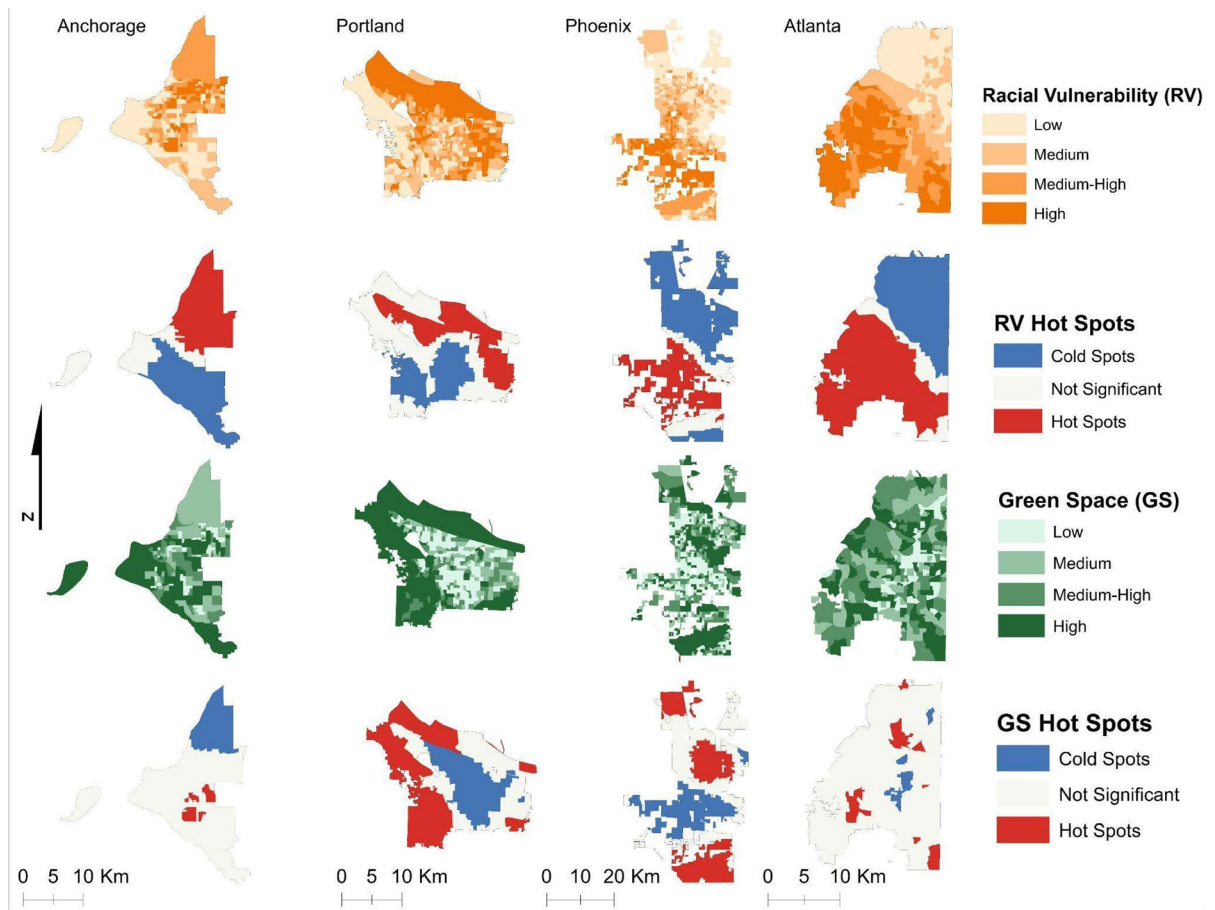 Anchorage
Portland
Phoenix
Atlanta
Racial Vulnerability (RV)
Low
Medium
Medium-High
High
RV Hot Spots
Cold Spots
Not Significant
Hot Spots
N
Green Space (GS)
Low
Medium
Medium-High
High
GS Hot Spots
Cold Spots
Not Significant
Hot Spots
0 5 10 Km
0 5 10 Km
0 10 20 Km
0 5 10 Km